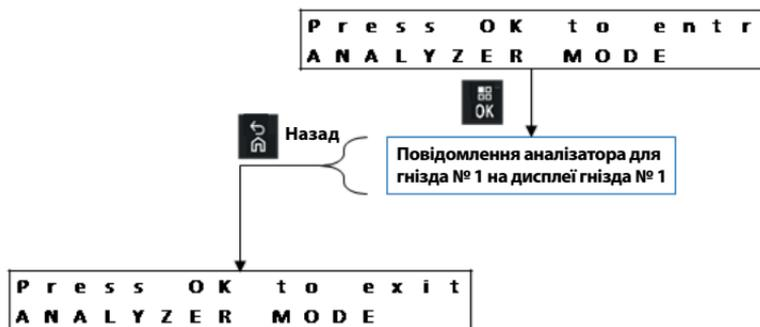 Press OK to entr
ANALYZER MODE
OK
Назад
Повідомлення аналізатора для
гнізда № 1 на дисплеї гнізда № 1
Press OK to exit
ANALYZER MODE